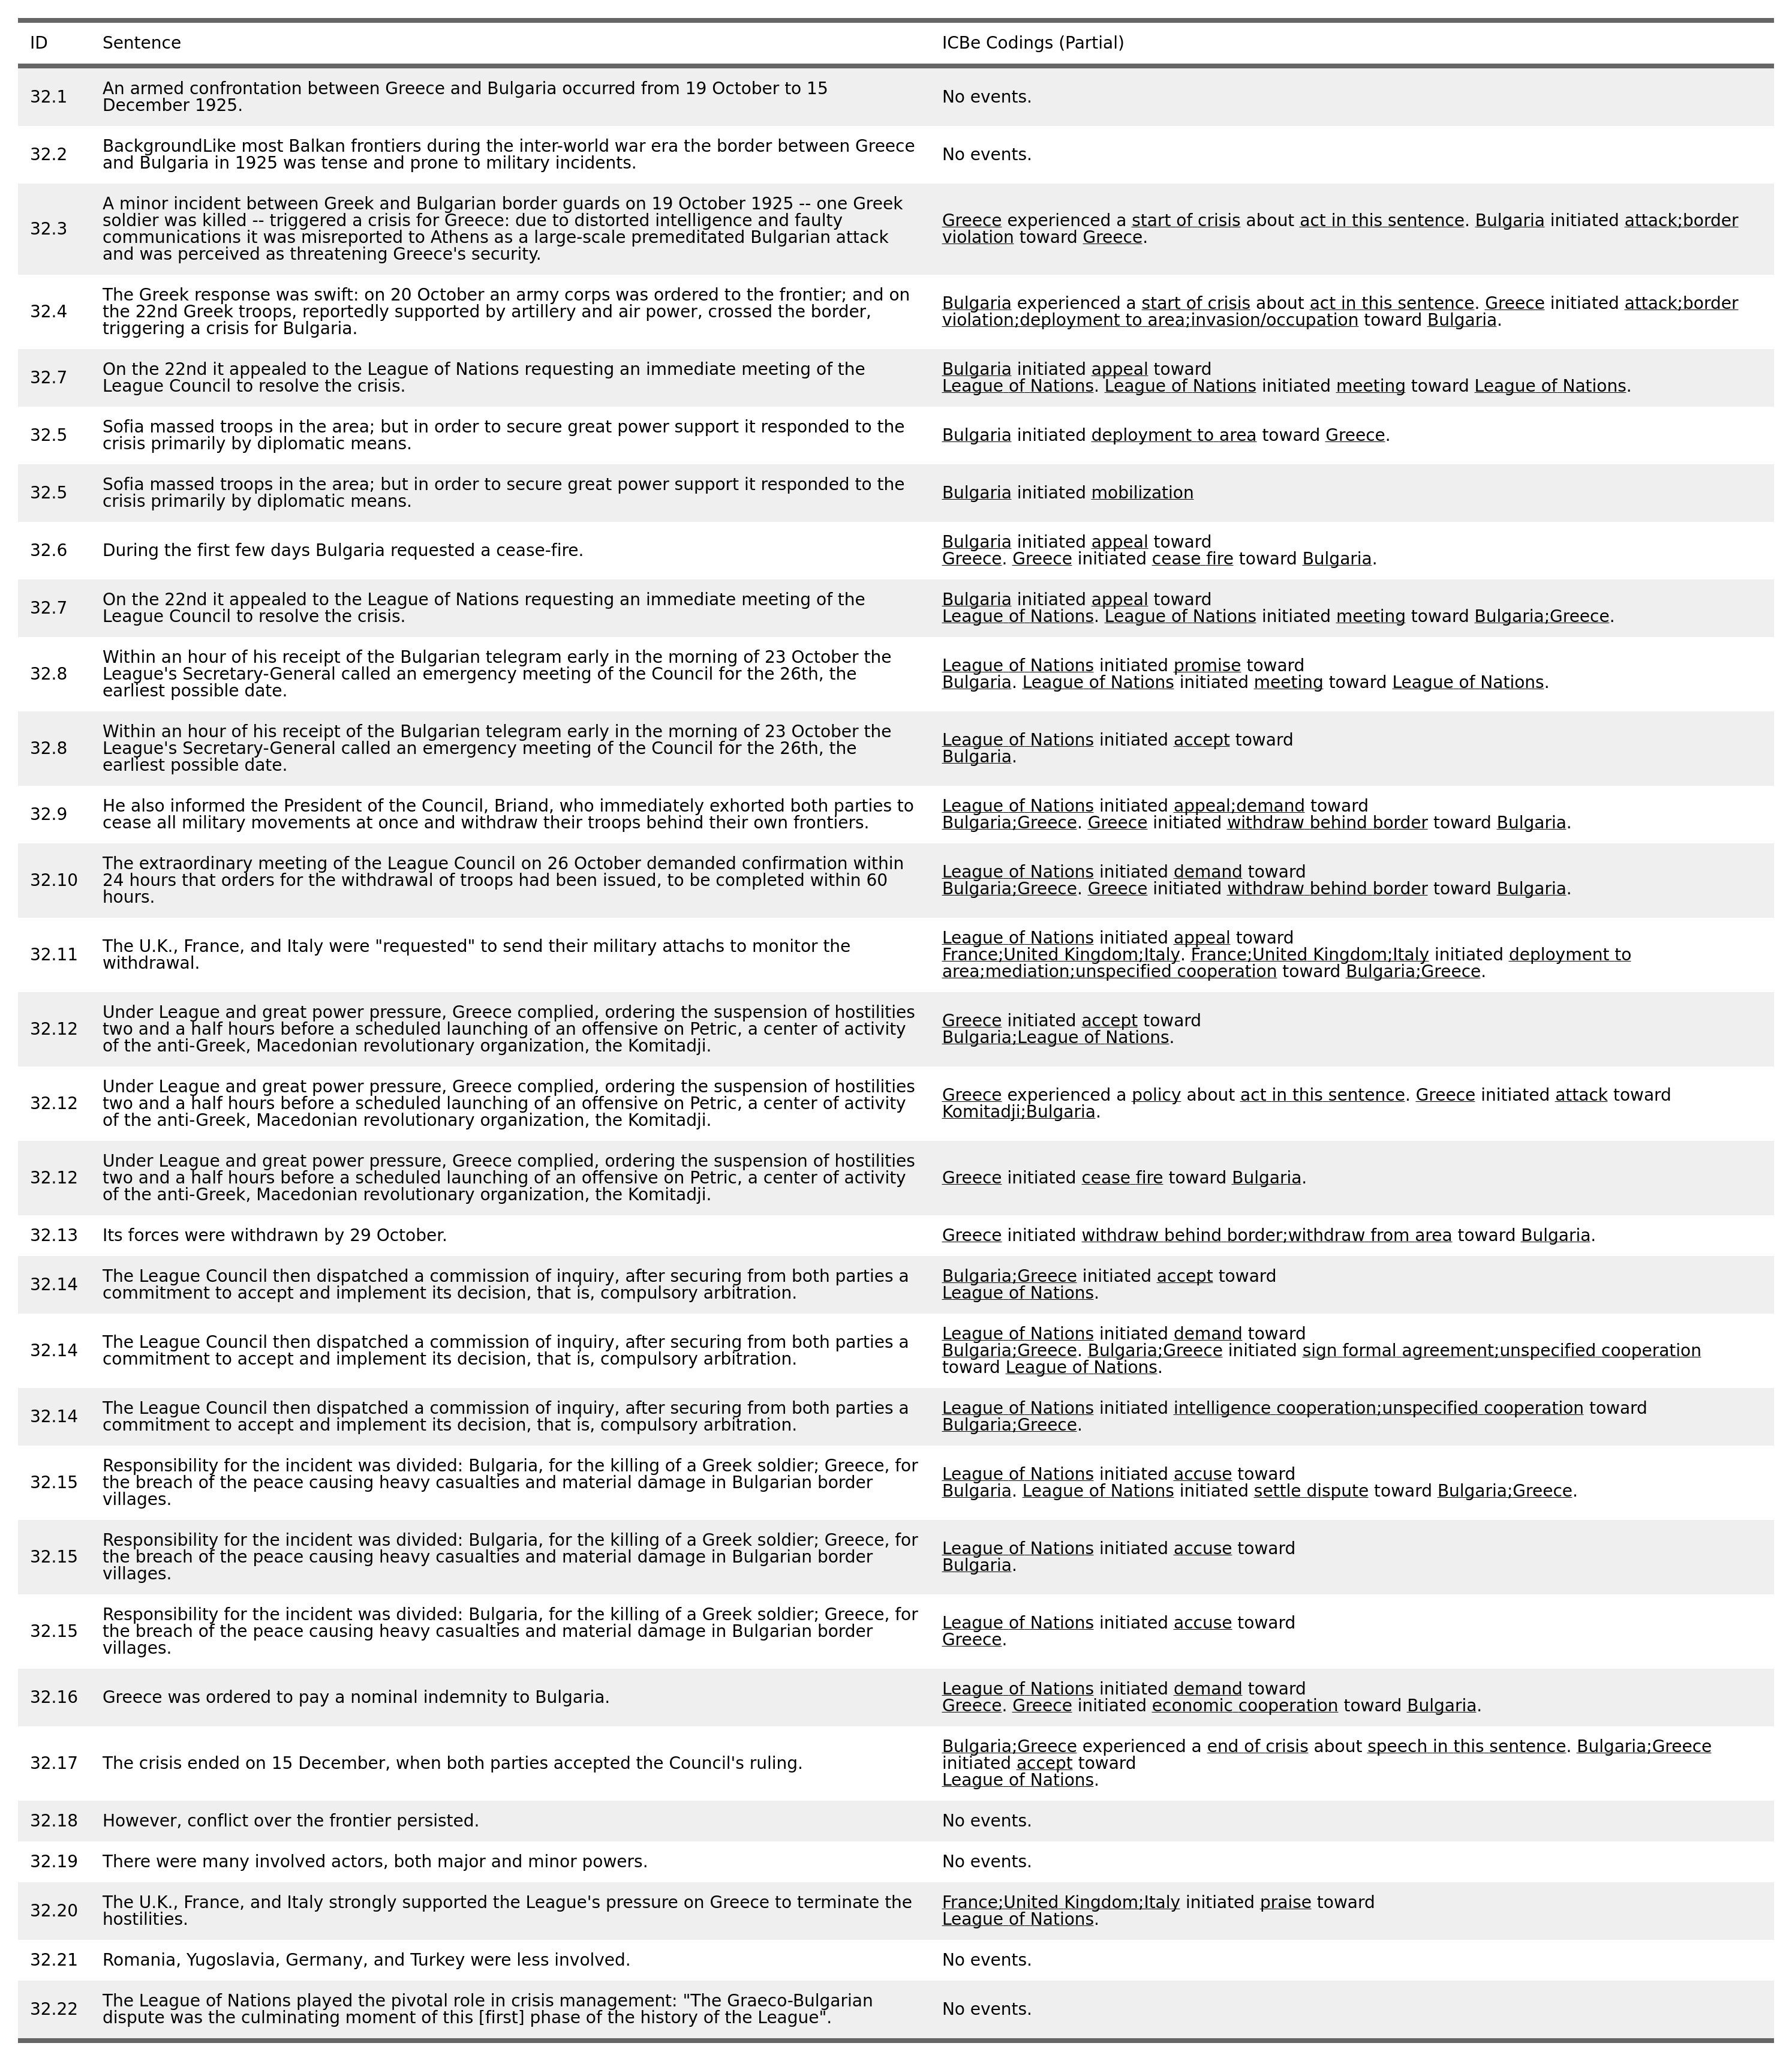 ID Sentence ICBe Codings (Partial)
32.1 An armed confrontation between Greece and Bulgaria occurred from 19 October to 15
December 1925. No events.
32.2 BackgroundLike most Balkan frontiers during the inter-world war era the border between Greece
and Bulgaria in 1925 was tense and prone to military incidents. No events.
32.3 A minor incident between Greek and Bulgarian border guards on 19 October 1925 -- one Greek
soldier was killed -- triggered a crisis for Greece: due to distorted intelligence and faulty
communications it was misreported to Athens as a large-scale premeditated Bulgarian attack
and was perceived as threatening Greece's security.
Greece experienced a start of crisis about act in this sentence. Bulgaria initiated attack;border
violation toward Greece.
32.4 The Greek response was swift: on 20 October an army corps was ordered to the frontier; and on
the 22nd Greek troops, reportedly supported by artillery and air power, crossed the border,
triggering a crisis for Bulgaria.
Bulgaria experienced a start of crisis about act in this sentence. Greece initiated attack;border
violation;deployment to area;invasion/occupation toward Bulgaria.
32.7 On the 22nd it appealed to the League of Nations requesting an immediate meeting of the
League Council to resolve the crisis.
Bulgaria initiated appeal toward
League of Nations. League of Nations initiated meeting toward League of Nations.
32.5 Sofia massed troops in the area; but in order to secure great power support it responded to the
crisis primarily by diplomatic means.
Bulgaria initiated deployment to area toward Greece.
32.5 Sofia massed troops in the area; but in order to secure great power support it responded to the
crisis primarily by diplomatic means.
Bulgaria initiated mobilization
32.6 During the first few days Bulgaria requested a cease-fire.
Bulgaria initiated appeal toward
Greece. Greece initiated cease fire toward Bulgaria.
32.7 On the 22nd it appealed to the League of Nations requesting an immediate meeting of the
League Council to resolve the crisis.
Bulgaria initiated appeal toward
League of Nations. League of Nations initiated meeting toward Bulgaria;Greece.
32.8 Within an hour of his receipt of the Bulgarian telegram early in the morning of 23 October the
League's Secretary-General called an emergency meeting of the Council for the 26th, the
earliest possible date.
League of Nations initiated promise toward
Bulgaria. League of Nations initiated meeting toward League of Nations.
32.8 Within an hour of his receipt of the Bulgarian telegram early in the morning of 23 October the
League's Secretary-General called an emergency meeting of the Council for the 26th, the
earliest possible date.
League of Nations initiated accept toward
Bulgaria.
32.9 He also informed the President of the Council, Briand, who immediately exhorted both parties to
cease all military movements at once and withdraw their troops behind their own frontiers.
League of Nations initiated appeal;demand toward
Bulgaria;Greece. Greece initiated withdraw behind border toward Bulgaria.
32.10 The extraordinary meeting of the League Council on 26 October demanded confirmation within
24 hours that orders for the withdrawal of troops had been issued, to be completed within 60
hours.
League of Nations initiated demand toward
Bulgaria;Greece. Greece initiated withdraw behind border toward Bulgaria.
32.11 The U.K., France, and Italy were "requested" to send their military attachs to monitor the
withdrawal.
League of Nations initiated appeal toward
France;United Kingdom;Italy. France;United Kingdom;Italy initiated deployment to
area;mediation;unspecified cooperation toward Bulgaria;Greece.
32.12 Under League and great power pressure, Greece complied, ordering the suspension of hostilities
two and a half hours before a scheduled launching of an offensive on Petric, a center of activity
of the anti-Greek, Macedonian revolutionary organization, the Komitadji.
Greece initiated accept toward
Bulgaria;League of Nations.
32.12 Under League and great power pressure, Greece complied, ordering the suspension of hostilities
two and a half hours before a scheduled launching of an offensive on Petric, a center of activity
of the anti-Greek, Macedonian revolutionary organization, the Komitadji.
Greece experienced a policy about act in this sentence. Greece initiated attack toward
Komitadji;Bulgaria.
32.12 Under League and great power pressure, Greece complied, ordering the suspension of hostilities
two and a half hours before a scheduled launching of an offensive on Petric, a center of activity
of the anti-Greek, Macedonian revolutionary organization, the Komitadji.
Greece initiated cease fire toward Bulgaria.
32.13 Its forces were withdrawn by 29 October.
Greece initiated withdraw behind border;withdraw from area toward Bulgaria.
32.14 The League Council then dispatched a commission of inquiry, after securing from both parties a
commitment to accept and implement its decision, that is, compulsory arbitration.
Bulgaria;Greece initiated accept toward
League of Nations.
32.14 The League Council then dispatched a commission of inquiry, after securing from both parties a
commitment to accept and implement its decision, that is, compulsory arbitration.
League of Nations initiated demand toward
Bulgaria;Greece. Bulgaria;Greece initiated sign formal agreement;unspecified cooperation
toward League of Nations.
32.14 The League Council then dispatched a commission of inquiry, after securing from both parties a
commitment to accept and implement its decision, that is, compulsory arbitration.
League of Nations initiated intelligence cooperation;unspecified cooperation toward
Bulgaria;Greece.
32.15 Responsibility for the incident was divided: Bulgaria, for the killing of a Greek soldier; Greece, for
the breach of the peace causing heavy casualties and material damage in Bulgarian border
villages.
League of Nations initiated accuse toward
Bulgaria. League of Nations initiated settle dispute toward Bulgaria;Greece.
32.15 Responsibility for the incident was divided: Bulgaria, for the killing of a Greek soldier; Greece, for
the breach of the peace causing heavy casualties and material damage in Bulgarian border
villages.
League of Nations initiated accuse toward
Bulgaria.
32.15 Responsibility for the incident was divided: Bulgaria, for the killing of a Greek soldier; Greece, for
the breach of the peace causing heavy casualties and material damage in Bulgarian border
villages.
League of Nations initiated accuse toward
Greece.
32.16 Greece was ordered to pay a nominal indemnity to Bulgaria.
League of Nations initiated demand toward
Greece. Greece initiated economic cooperation toward Bulgaria.
32.17 The crisis ended on 15 December, when both parties accepted the Council's ruling.
Bulgaria;Greece experienced a end of crisis about speech in this sentence. Bulgaria;Greece
initiated accept toward
League of Nations.
32.18 However, conflict over the frontier persisted. No events.
32.19 There were many involved actors, both major and minor powers. No events.
32.20 The U.K., France, and Italy strongly supported the League's pressure on Greece to terminate the
hostilities.
France;United Kingdom;Italy initiated praise toward
League of Nations.
32.21 Romania, Yugoslavia, Germany, and Turkey were less involved. No events.
32.22 The League of Nations played the pivotal role in crisis management: "The Graeco-Bulgarian
dispute was the culminating moment of this [first] phase of the history of the League". No events.